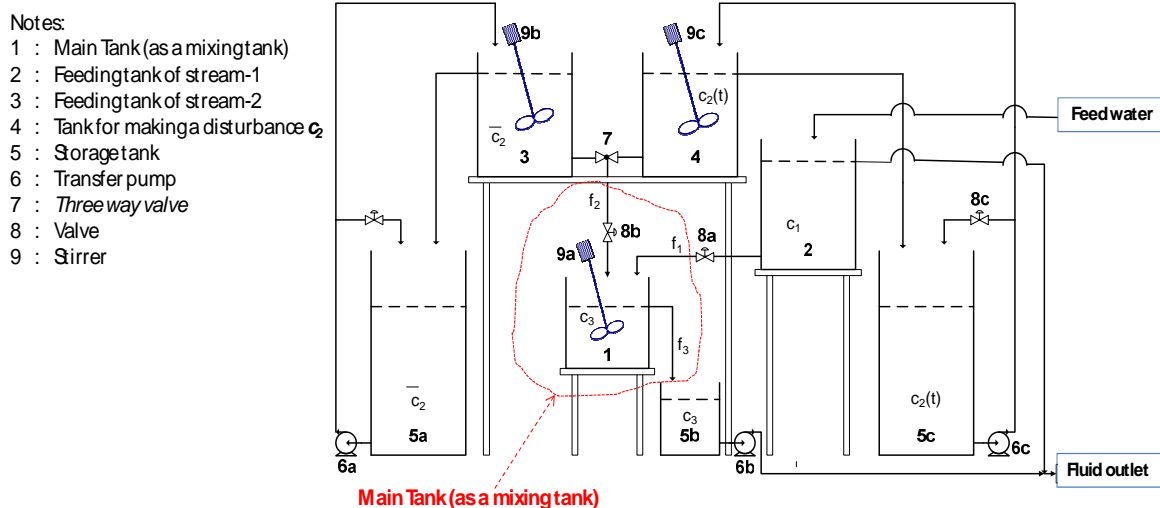 Notes:
1 : Main Tank (as a mixing tank)
2 : Feeding tank of stream-1
3 : Feeding tank of stream-2
4 : Tank for making a disturbance c₂
5 : Storage tank
6 : Transfer pump
7 : Three way valve
8 : Valve
9 : Stirrer
9b
9c
c₂(t)
Feed water
c̅₂
7
3
4
f₂
8c
8b
8a
c₁
9a
f₁
2
c₃
1
f₃
c̅₂
c₃
c₂(t)
5a
5b
5c
6a
6b
6c
Fluid outlet
Main Tank (as a mixing tank)